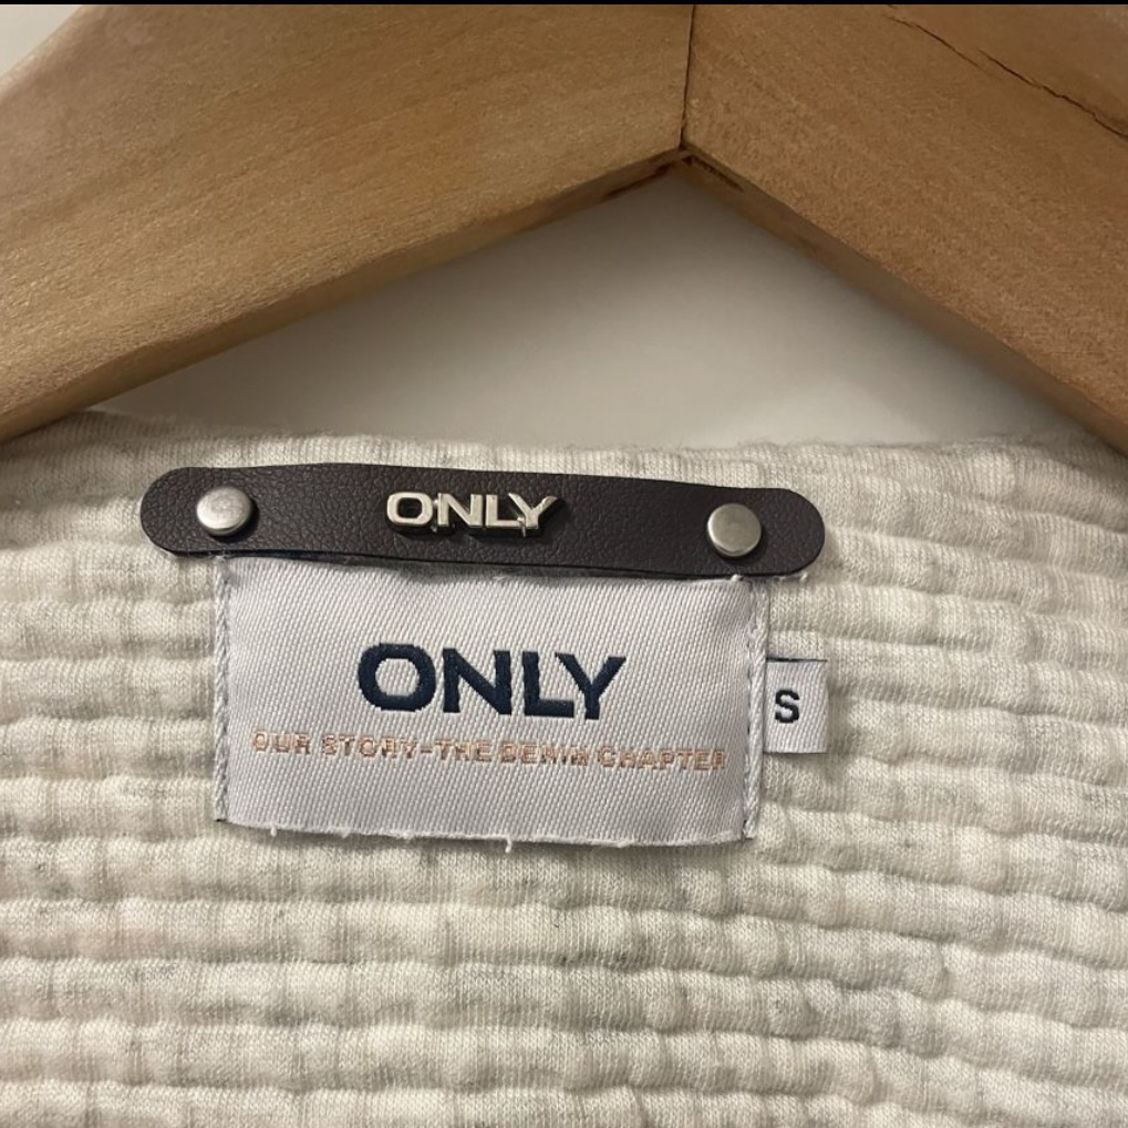 ONLY
ONLY
OUR STORY-THE DENIM CHAPTER
S